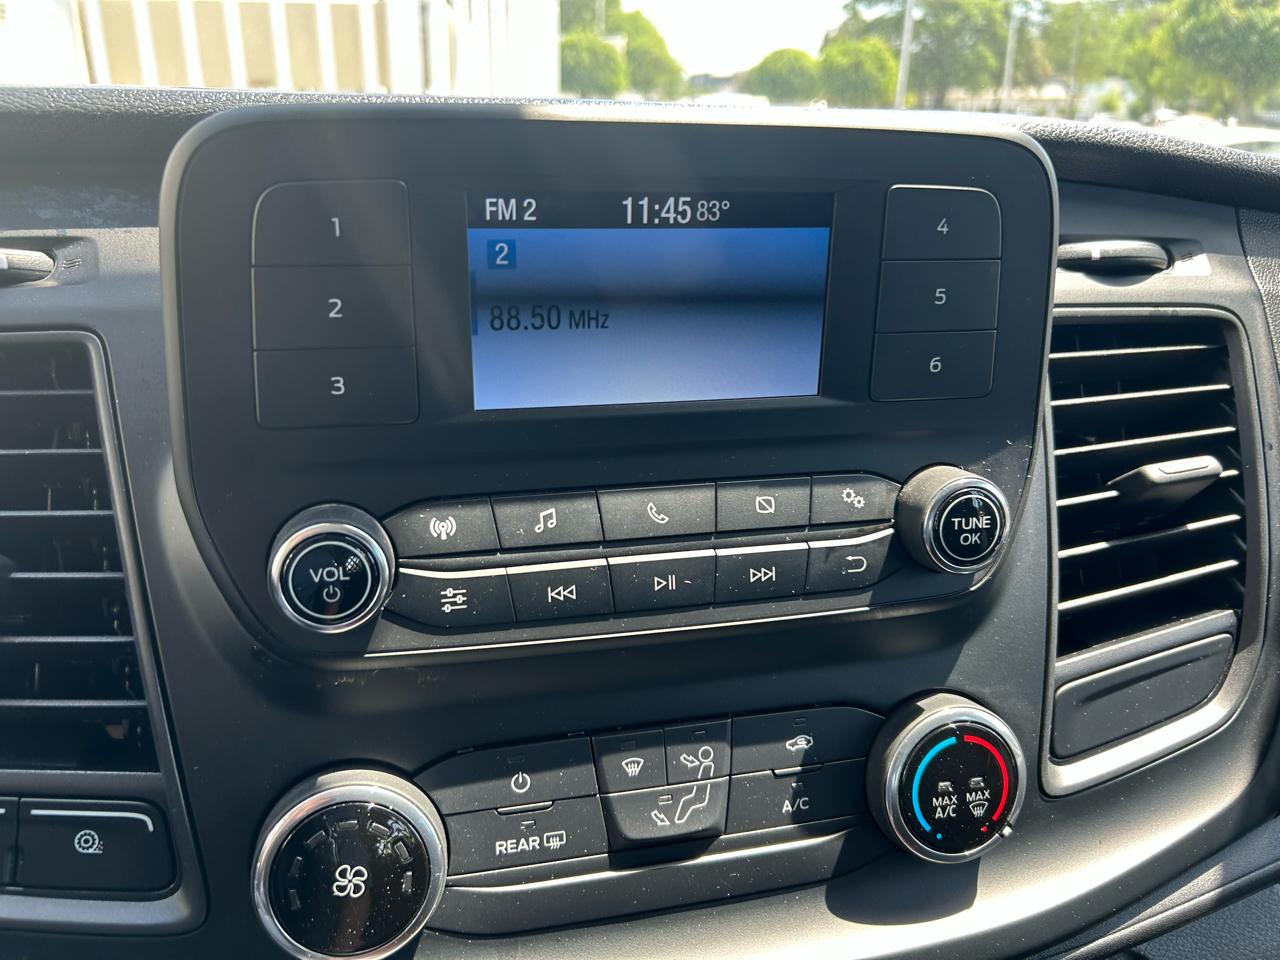 FM 2 11:45 83°
2
88.50 MHz
1
2
3
4
5
6
VOL
TUNE
OK
REAR
A/C
MAX
A/C
MAX